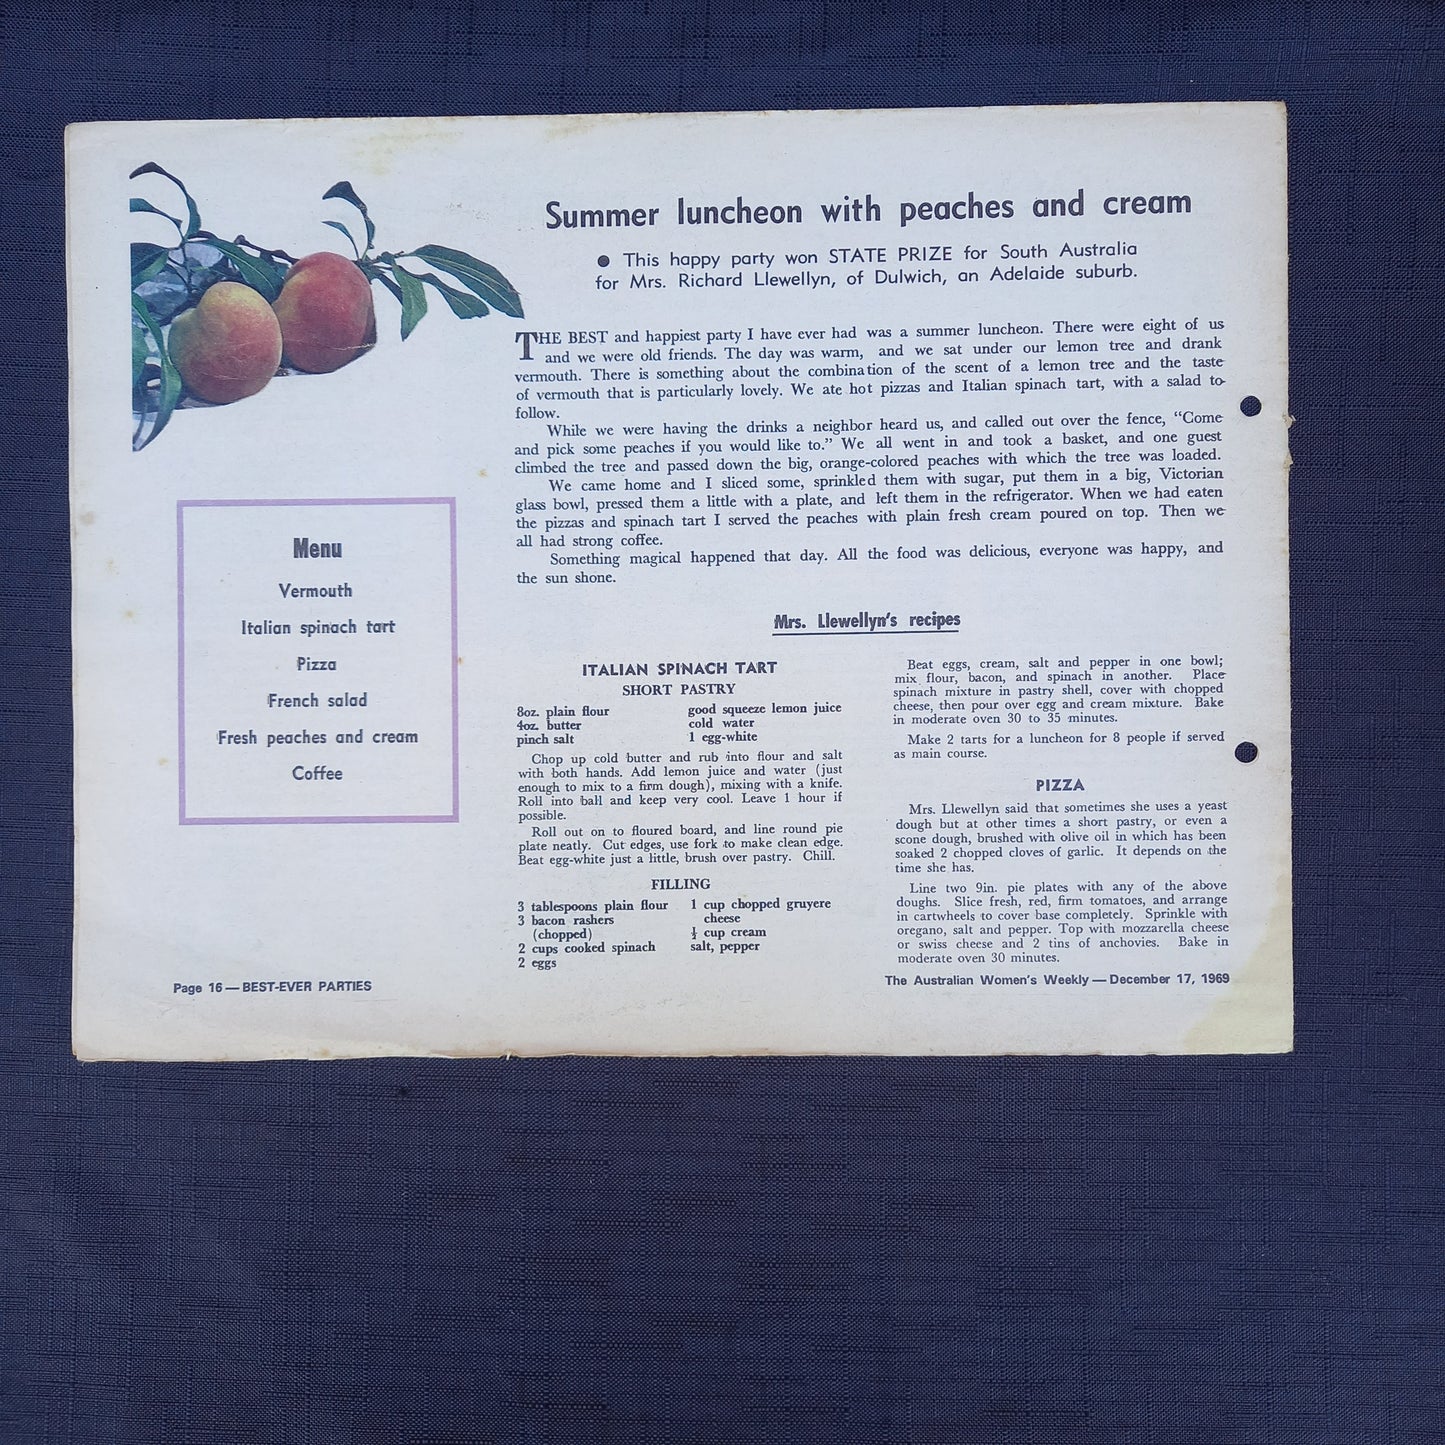 Summer luncheon with peaches and cream
● This happy party won STATE PRIZE for South Australia
for Mrs. Richard Llewellyn, of Dulwich, an Adelaide suburb.
THE BEST and happiest party I have ever had was a summer luncheon. There were eight of us
and we were old friends. The day was warm, and we sat under our lemon tree and drank
vermouth. There is something about the combination of the scent of a lemon tree and the taste
of vermouth that is particularly lovely. We ate hot pizzas and Italian spinach tart, with a salad to
follow.
While we were having the drinks a neighbor heard us, and called out over the fence, “Come
and pick some peaches if you would like to.” We all went in and took a basket, and one guest
climbed the tree and passed down the big, orange-colored peaches with which the tree was loaded.
We came home and I sliced some, sprinkled them with sugar, put them in a big, Victorian
glass bowl, pressed them a little with a plate, and left them in the refrigerator. When we had eaten
the pizzas and spinach tart I served the peaches with plain fresh cream poured on top. Then we
all had strong coffee.
Something magical happened that day. All the food was delicious, everyone was happy, and
the sun shone.
Menu
Vermouth
Italian spinach tart
Pizza
French salad
Fresh peaches and cream
Coffee
Mrs. Llewellyn's recipes
ITALIAN SPINACH TART
SHORT PASTRY
8oz. plain flour
4oz. butter
pinch salt
good squeeze lemon juice
cold water
1 egg-white
Chop up cold butter and rub into flour and salt
with both hands. Add lemon juice and water (just
enough to mix to a firm dough), mixing with a knife.
Roll into ball and keep very cool. Leave 1 hour if
possible.
Roll out on to floured board, and line round pie
plate neatly. Cut edges, use fork to make clean edge.
Beat egg-white just a little, brush over pastry. Chill.
FILLING
3 tablespoons plain flour
3 bacon rashers
(chopped)
2 cups cooked spinach
2 eggs
1 cup chopped gruyere
cheese
½ cup cream
salt, pepper
Beat eggs, cream, salt and pepper in one bowl;
mix flour, bacon, and spinach in another. Place
spinach mixture in pastry shell, cover with chopped
cheese, then pour over egg and cream mixture. Bake
in moderate oven 30 to 35 minutes.
Make 2 tarts for a luncheon for 8 people if served
as main course.
PIZZA
Mrs. Llewellyn said that sometimes she uses a yeast
dough but at other times a short pastry, or even a
scone dough, brushed with olive oil in which has been
soaked 2 chopped cloves of garlic. It depends on the
time she has.
Line two 9in. pie plates with any of the above
doughs. Slice fresh, red, firm tomatoes, and arrange
in cartwheels to cover base completely. Sprinkle with
oregano, salt and pepper. Top with mozzarella cheese
or swiss cheese and 2 tins of anchovies. Bake in
moderate oven 30 minutes.
Page 16 — BEST-EVER PARTIES
The Australian Women's Weekly — December 17, 1969